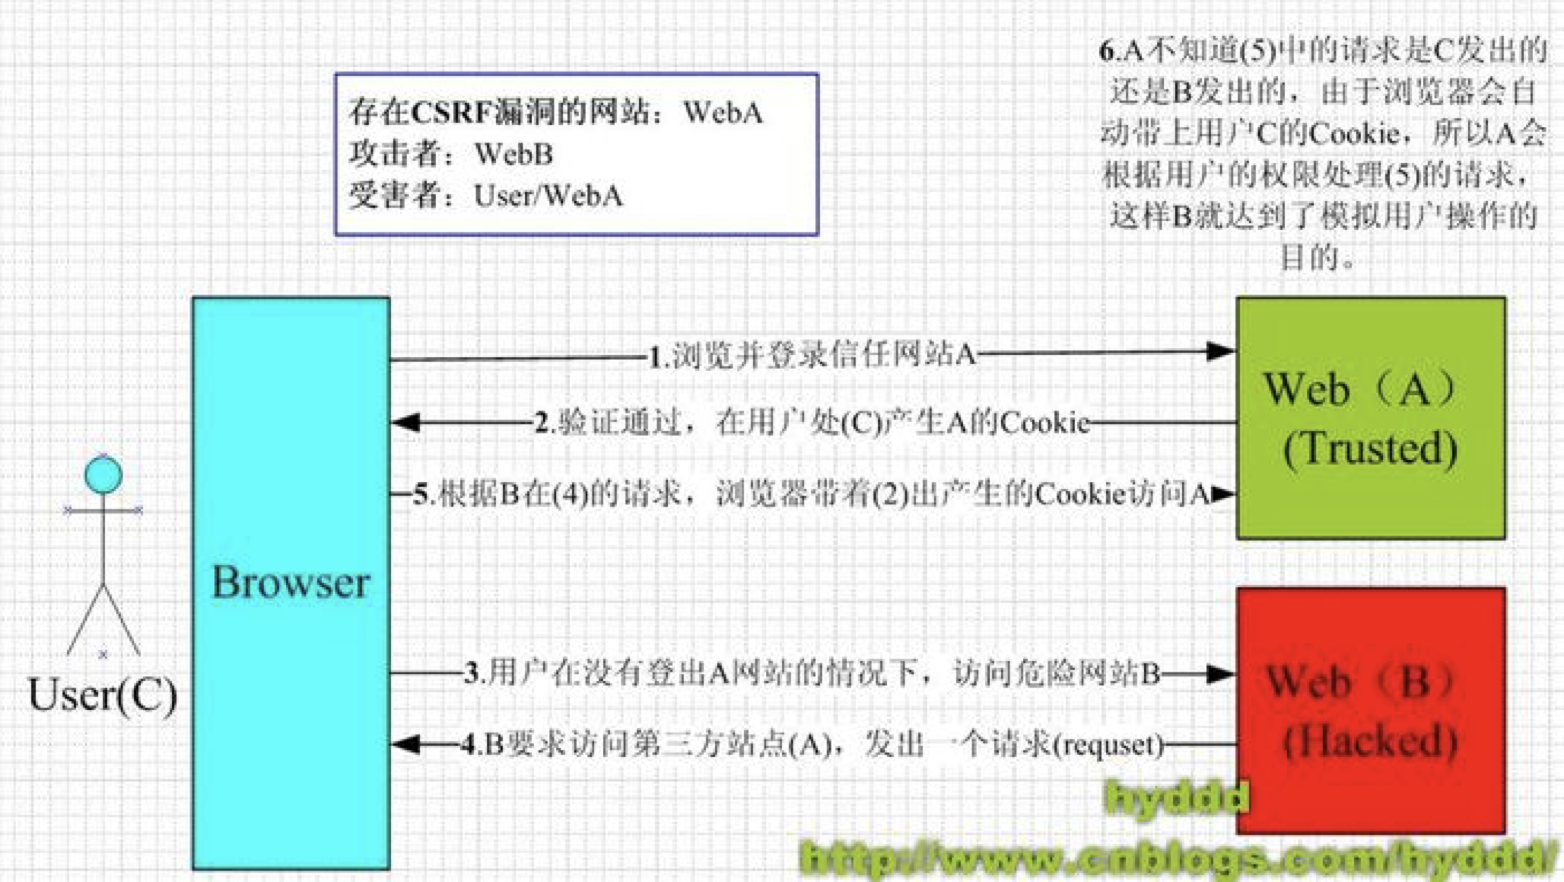 6.A不知道(5)中的请求是C发出的
还是B发出的，由于浏览器会自
动带上用户C的Cookie，所以A会
根据用户的权限处理(5)的请求，
这样B就达到了模拟用户操作的
目的。
存在CSRF漏洞的网站：WebA
攻击者：WebB
受害者：User/WebA
1.浏览并登录信任网站A
2.验证通过，在用户处(C)产生A的Cookie
5.根据B在(4)的请求，浏览器带着(2)出产生的Cookie访问A
Web（A）
(Trusted)
Browser
User(C)
3.用户在没有登出A网站的情况下，访问危险网站B
4.B要求访问第三方站点(A)，发出一个请求(requset)
Web（B）
(Hacked)
hyddd
http://www.cnblogs.com/hyddd/